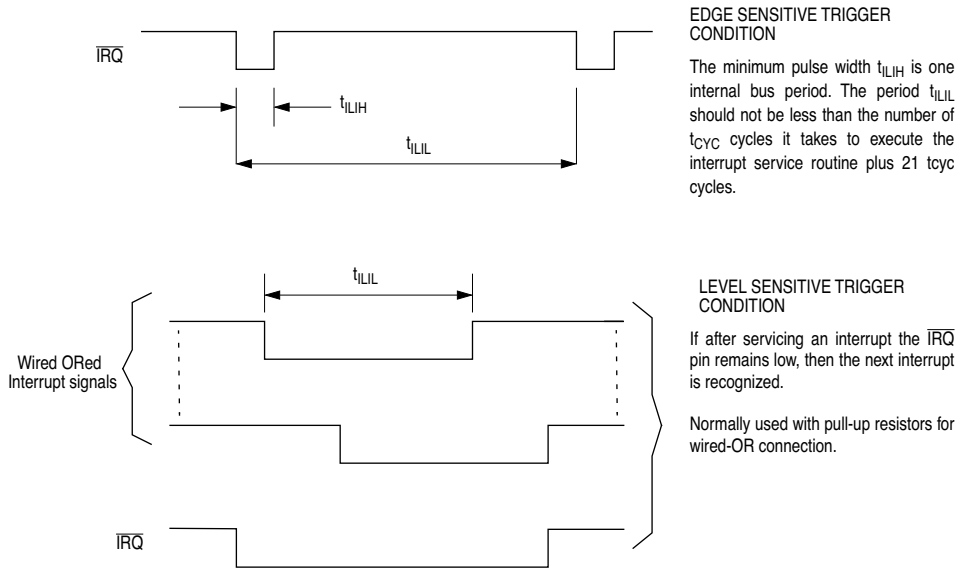 EDGE SENSITIVE TRIGGER
CONDITION
IRQ
The minimum pulse width tILIH is one
internal bus period. The period tILIL
should not be less than the number of
tCYC cycles it takes to execute the
interrupt service routine plus 21 tcyc
cycles.
tILIH
tILIL
tILIL
LEVEL SENSITIVE TRIGGER
CONDITION
If after servicing an interrupt the IRQ
pin remains low, then the next interrupt
is recognized.
Normally used with pull-up resistors for
wired-OR connection.
Wired ORed
Interrupt signals
IRQ